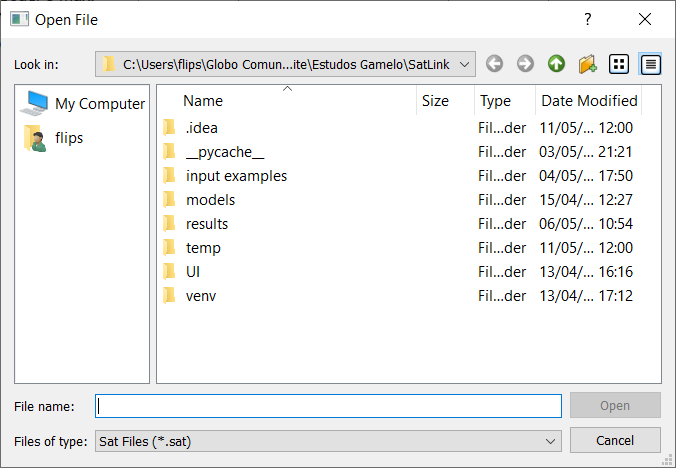 Open File
?
Look in: C:\Users\flips\Globo Comun...ite\Estudos Gamelo\SatLink
My Computer
flips
Name Size Type Date Modified
.idea Fil...der 11/05/... 12:00
__pycache__ Fil...der 03/05/... 21:21
input examples Fil...der 04/05/... 17:50
models Fil...der 15/04/... 12:27
results Fil...der 06/05/... 10:54
temp Fil...der 11/05/... 12:00
UI Fil...der 13/04/... 16:16
venv Fil...der 13/04/... 17:12
File name: Open
Files of type: Sat Files (*.sat) Cancel